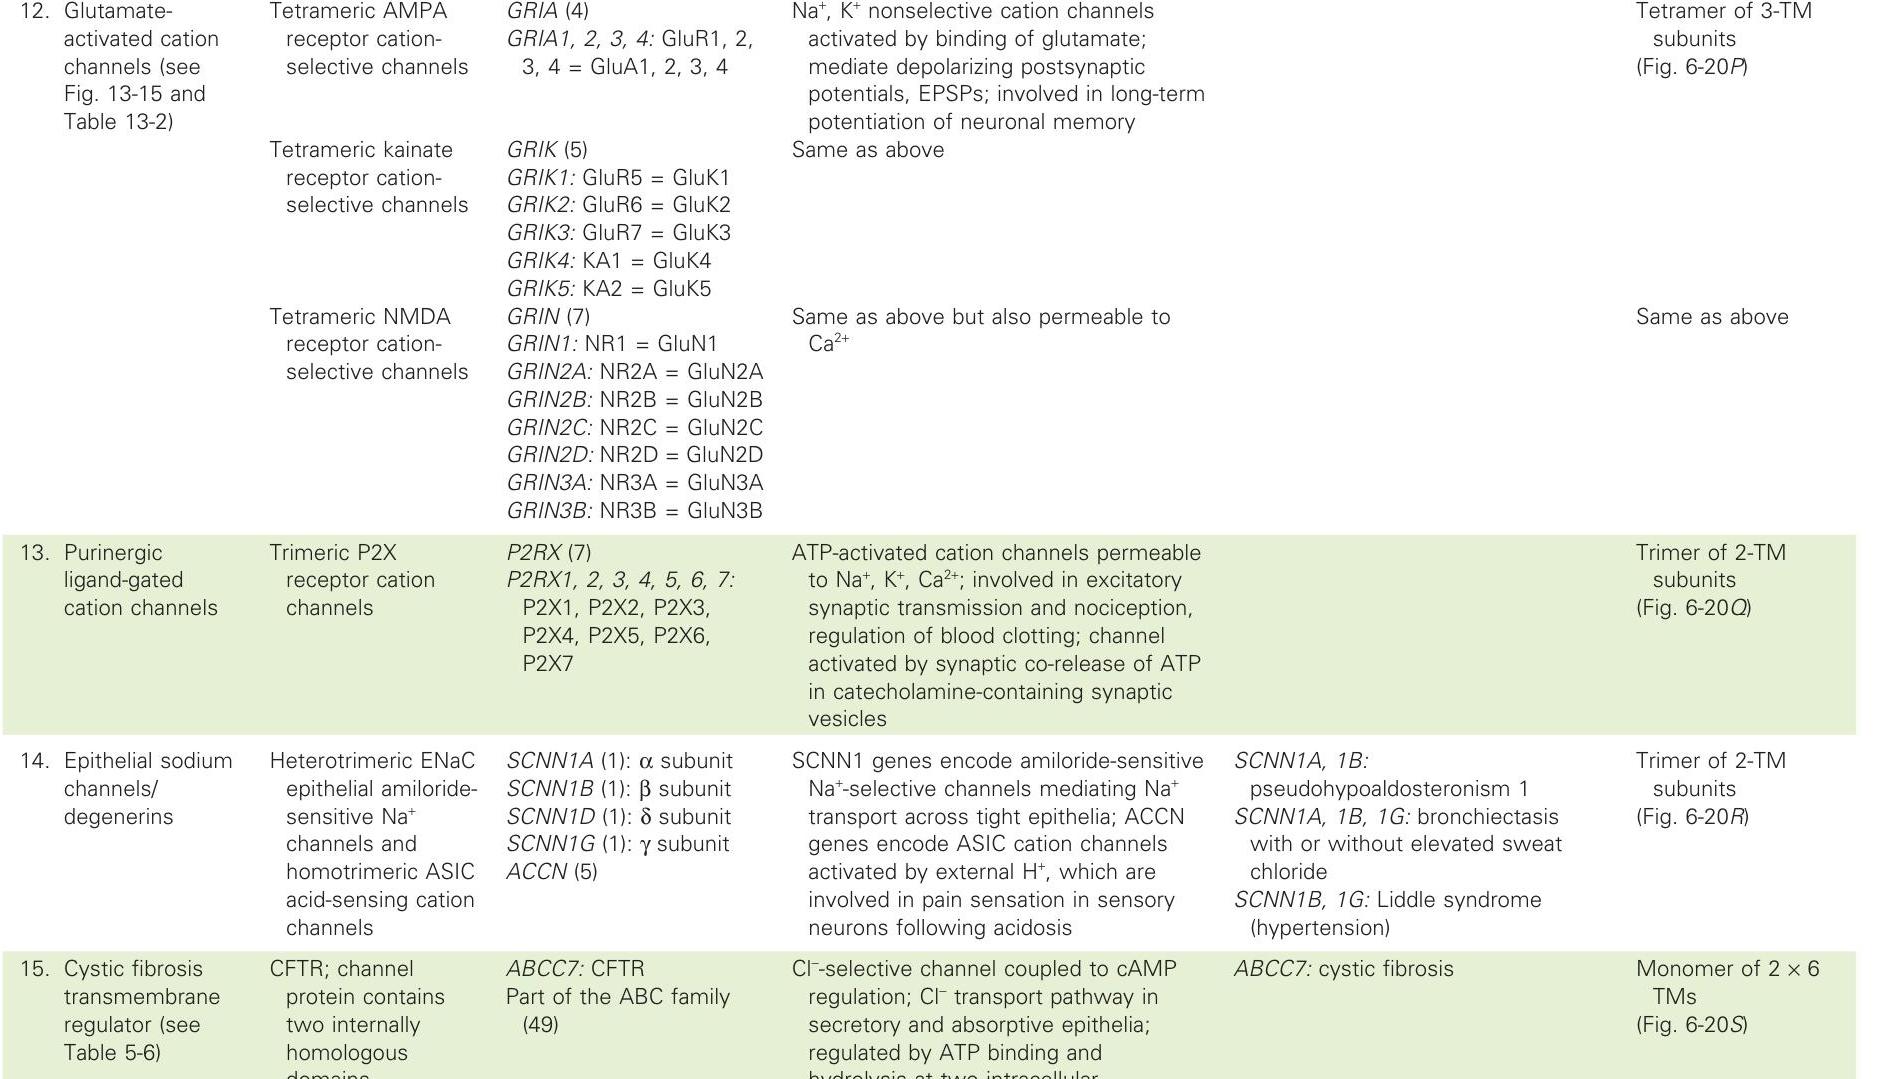 12. Glutamate-
activated cation
channels (see
Fig. 13-15 and
Table 13-2)
Tetrameric AMPA
receptor cation-
selective channels
GRIA (4)
GRIA1, 2, 3, 4: GluR1, 2,
3, 4 = GluA1, 2, 3, 4
Na⁺, K⁺ nonselective cation channels
activated by binding of glutamate;
mediate depolarizing postsynaptic
potentials, EPSPs; involved in long-term
potentiation of neuronal memory
Tetramer of 3-TM
subunits
(Fig. 6-20P)
Tetrameric kainate
receptor cation-
selective channels
GRIK (5)
GRIK1: GluR5 = GluK1
GRIK2: GluR6 = GluK2
GRIK3: GluR7 = GluK3
GRIK4: KA1 = GluK4
GRIK5: KA2 = GluK5
Same as above
Tetrameric NMDA
receptor cation-
selective channels
GRIN (7)
GRIN1: NR1 = GluN1
GRIN2A: NR2A = GluN2A
GRIN2B: NR2B = GluN2B
GRIN2C: NR2C = GluN2C
GRIN2D: NR2D = GluN2D
GRIN3A: NR3A = GluN3A
GRIN3B: NR3B = GluN3B
Same as above but also permeable to
Ca²⁺
Same as above
13. Purinergic
ligand-gated
cation channels
Trimeric P2X
receptor cation
channels
P2RX (7)
P2RX1, 2, 3, 4, 5, 6, 7:
P2X1, P2X2, P2X3,
P2X4, P2X5, P2X6,
P2X7
ATP-activated cation channels permeable
to Na⁺, K⁺, Ca²⁺; involved in excitatory
synaptic transmission and nociception,
regulation of blood clotting; channel
activated by synaptic co-release of ATP
in catecholamine-containing synaptic
vesicles
Trimer of 2-TM
subunits
(Fig. 6-20Q)
14. Epithelial sodium
channels/
degenerins
Heterotrimeric ENaC
epithelial amiloride-
sensitive Na⁺
channels and
homotrimeric ASIC
acid-sensing cation
channels
SCNN1A (1): α subunit
SCNN1B (1): β subunit
SCNN1D (1): δ subunit
SCNN1G (1): γ subunit
ACCN (5)
SCNN1 genes encode amiloride-sensitive
Na⁺-selective channels mediating Na⁺
transport across tight epithelia; ACCN
genes encode ASIC cation channels
activated by external H⁺, which are
involved in pain sensation in sensory
neurons following acidosis
SCNN1A, 1B:
pseudohypoaldosteronism 1
SCNN1A, 1B, 1G: bronchiectasis
with or without elevated sweat
chloride
SCNN1B, 1G: Liddle syndrome
(hypertension)
Trimer of 2-TM
subunits
(Fig. 6-20R)
15. Cystic fibrosis
transmembrane
regulator (see
Table 5-6)
CFTR; channel
protein contains
two internally
homologous
domains
ABCC7: CFTR
Part of the ABC family
(49)
Cl⁻-selective channel coupled to cAMP
regulation; Cl⁻ transport pathway in
secretory and absorptive epithelia;
regulated by ATP binding and
hydrolysis at two intracellular
ABCC7: cystic fibrosis
Monomer of 2 × 6
TMs
(Fig. 6-20S)